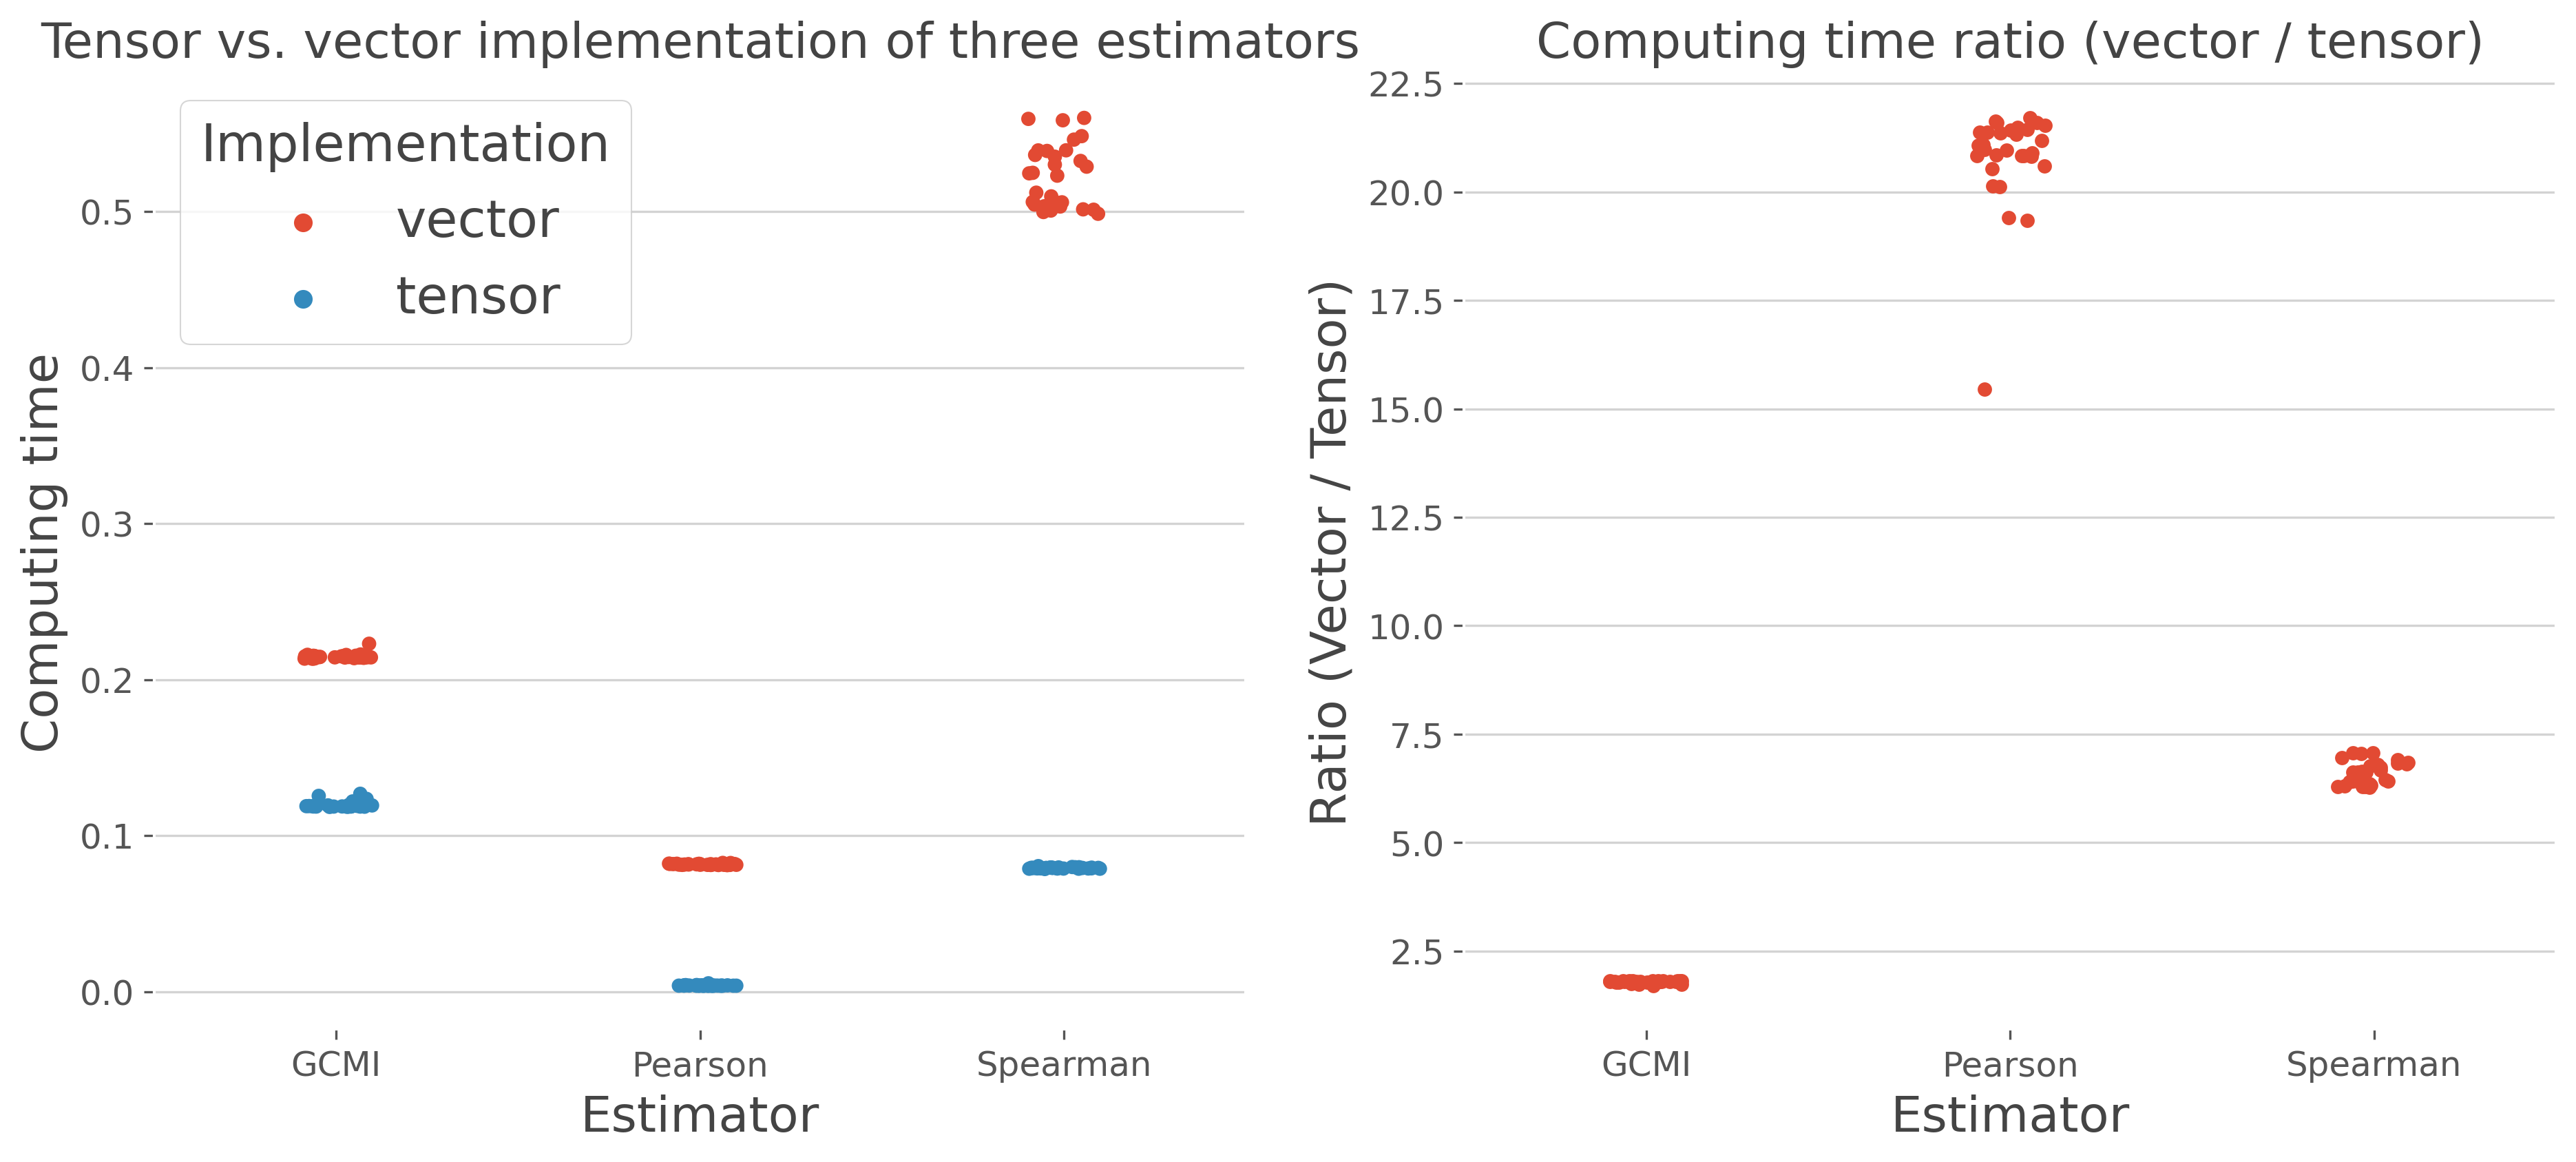 Tensor vs. vector implementation of three estimators
Implementation
vector
tensor
Computing time
0.5
0.4
0.3
0.2
0.1
0.0
GCMI
Pearson
Spearman
Estimator
Computing time ratio (vector / tensor)
Ratio (Vector / Tensor)
22.5
20.0
17.5
15.0
12.5
10.0
7.5
5.0
2.5
GCMI
Pearson
Spearman
Estimator